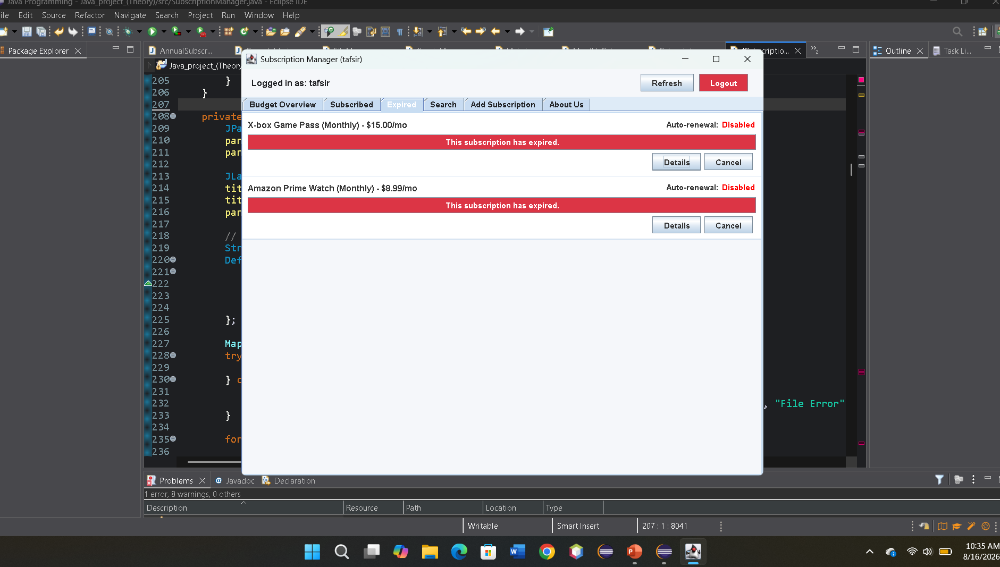 Java Programming - Java_project_(Theory)/src/SubscriptionManager.java - Eclipse IDE
ile Edit Source Refactor Navigate Search Project Run Window Help
Package Explorer
AnnualSubscr...
criptio...
2
Outline
Task Li...
Java_project_(Theory
Subscription Manager (tafsir)
Logged in as: tafsir
Refresh
Logout
Budget Overview
Subscribed
Expired
Search
Add Subscription
About Us
X-box Game Pass (Monthly) - $15.00/mo
Auto-renewal: Disabled
This subscription has expired.
Details
Cancel
Amazon Prime Watch (Monthly) - $8.99/mo
Auto-renewal: Disabled
This subscription has expired.
Details
Cancel
205 }
206 }
207
208 private
209 JPa
210 pan
211 pan
212
213 JLa
214 tit
215 tit
216 pan
217
218 //
219 Str
220 Def
221
222
223
224
225 };
226
227 Map
228 try
229
230 } c
231
232 , "File Error"
233 }
234
235 for
236
Problems
Javadoc
Declaration
1 error, 8 warnings, 0 others
Description
Resource
Path
Location
Type
Writable
Smart Insert
207 : 1 : 8041
10:35 AM
8/16/2026